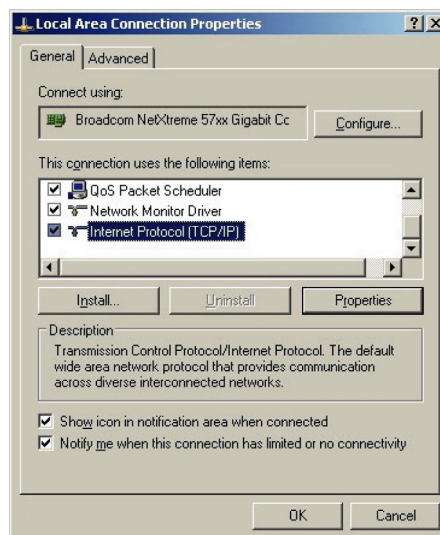 Local Area Connection Properties
General
Advanced
Connect using:
Broadcom NetXtreme 57xx Gigabit Cc
Configure...
This connection uses the following items:
QoS Packet Scheduler
Network Monitor Driver
Internet Protocol (TCP/IP)
Install...
Uninstall
Properties
Description
Transmission Control Protocol/Internet Protocol. The default
wide area network protocol that provides communication
across diverse interconnected networks.
Show icon in notification area when connected
Notify me when this connection has limited or no connectivity
OK
Cancel